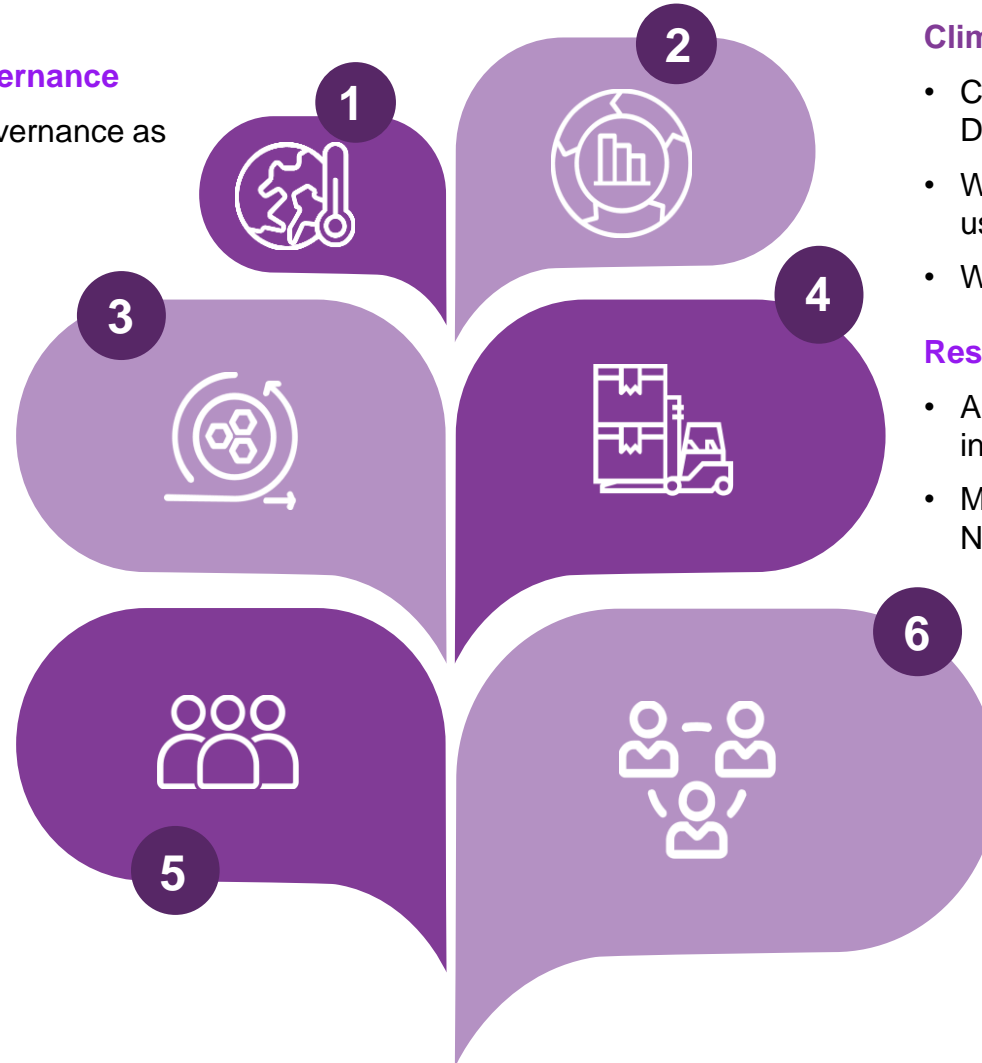 ernance
vernance as
1
2
3
4
5
6
Clim
• C
D
• W
us
• W
Res
• A
in
• M
N